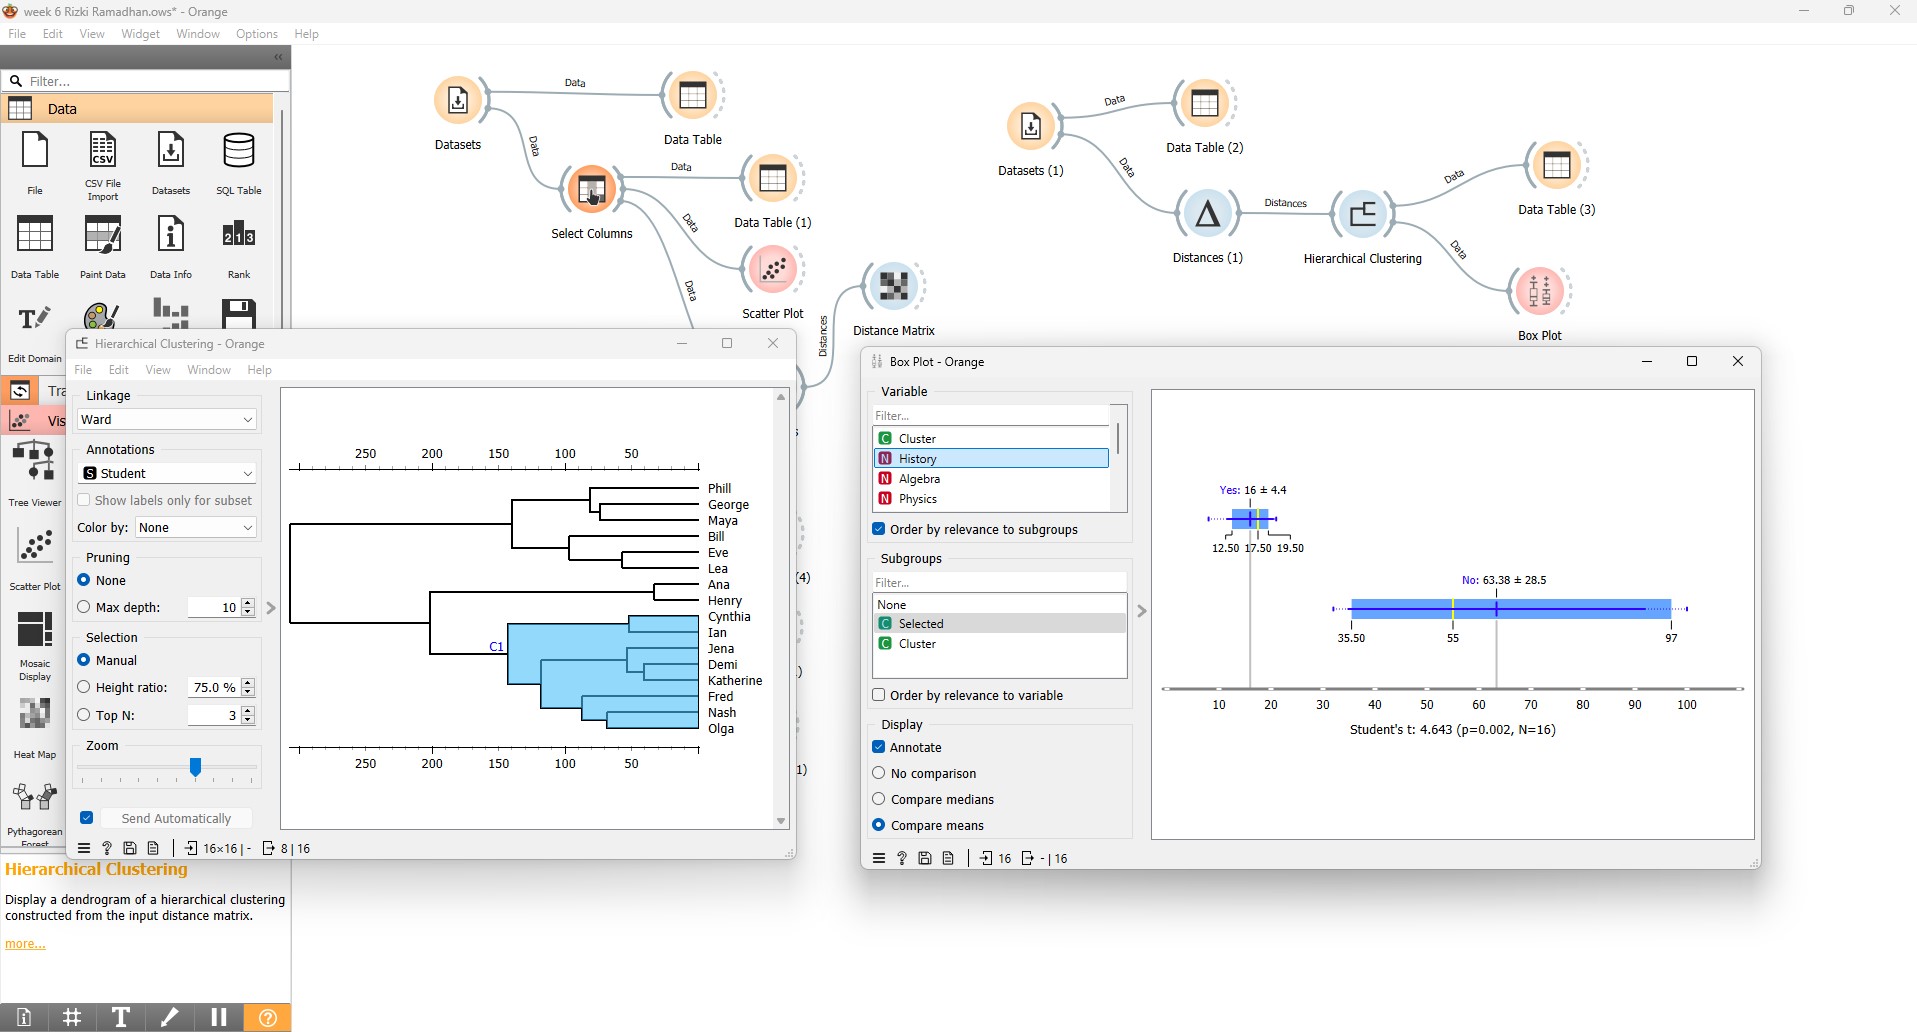 week 6 Rizki Ramadhan.ows* - Orange
File Edit View Widget Window Options Help
Filter...
Data
File
CSV File Import
Datasets
SQL Table
Data Table
Paint Data
Data Info
Rank
Edit Domain
Tra
Vis
Tree Viewer
Scatter Plot
Mosaic Display
Heat Map
Pythagorean Forest
Hierarchical Clustering
Display a dendrogram of a hierarchical clustering
constructed from the input distance matrix.
more...
Datasets
Data
Data Table
Data
Select Columns
Data
Data Table (1)
Data
Scatter Plot
Data
Distances
Distance Matrix
s
(4)
)
1)
Datasets (1)
Data
Data Table (2)
Data
Distances (1)
Distances
Hierarchical Clustering
Data
Data Table (3)
Data
Box Plot
Hierarchical Clustering - Orange
File Edit View Window Help
Linkage
Ward
Annotations
S Student
Show labels only for subset
Color by: None
Pruning
None
Max depth: 10
Selection
Manual
Height ratio: 75.0 %
Top N: 3
Zoom
Send Automatically
16×16 | - 8 | 16
250 200 150 100 50
Phill
George
Maya
Bill
Eve
Lea
Ana
Henry
Cynthia
Ian
C1
Jena
Demi
Katherine
Fred
Nash
Olga
250 200 150 100 50
Box Plot - Orange
Variable
Filter...
C Cluster
N History
N Algebra
N Physics
Order by relevance to subgroups
Subgroups
Filter...
None
C Selected
C Cluster
Order by relevance to variable
Display
Annotate
No comparison
Compare medians
Compare means
16 - | 16
Yes: 16 ± 4.4
12.50 17.50 19.50
No: 63.38 ± 28.5
35.50 55 97
10 20 30 40 50 60 70 80 90 100
Student's t: 4.643 (p=0.002, N=16)